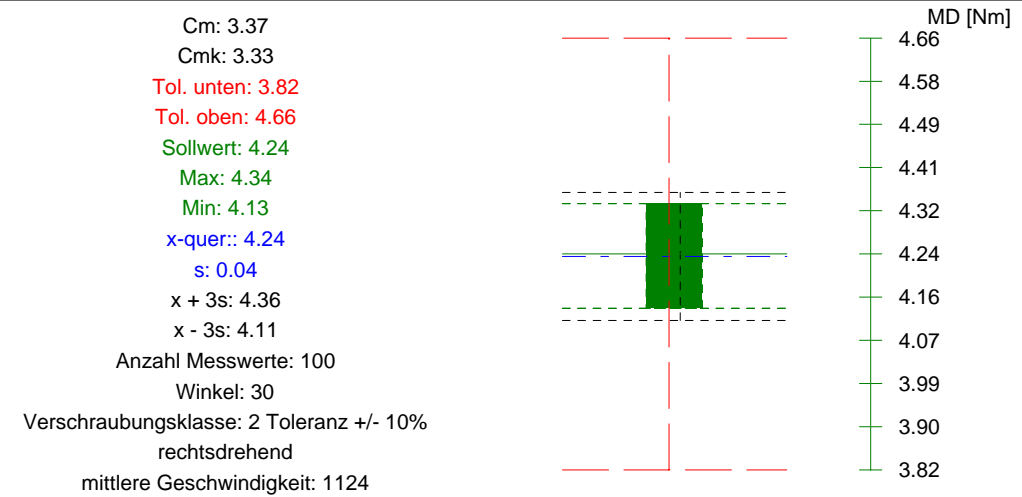 Cm: 3.37
Cmk: 3.33
Tol. unten: 3.82
Tol. oben: 4.66
Sollwert: 4.24
Max: 4.34
Min: 4.13
x-quer:: 4.24
s: 0.04
x + 3s: 4.36
x - 3s: 4.11
Anzahl Messwerte: 100
Winkel: 30
Verschraubungsklasse: 2 Toleranz +/- 10%
rechtsdrehend
mittlere Geschwindigkeit: 1124
MD [Nm]
4.66
4.58
4.49
4.41
4.32
4.24
4.16
4.07
3.99
3.90
3.82